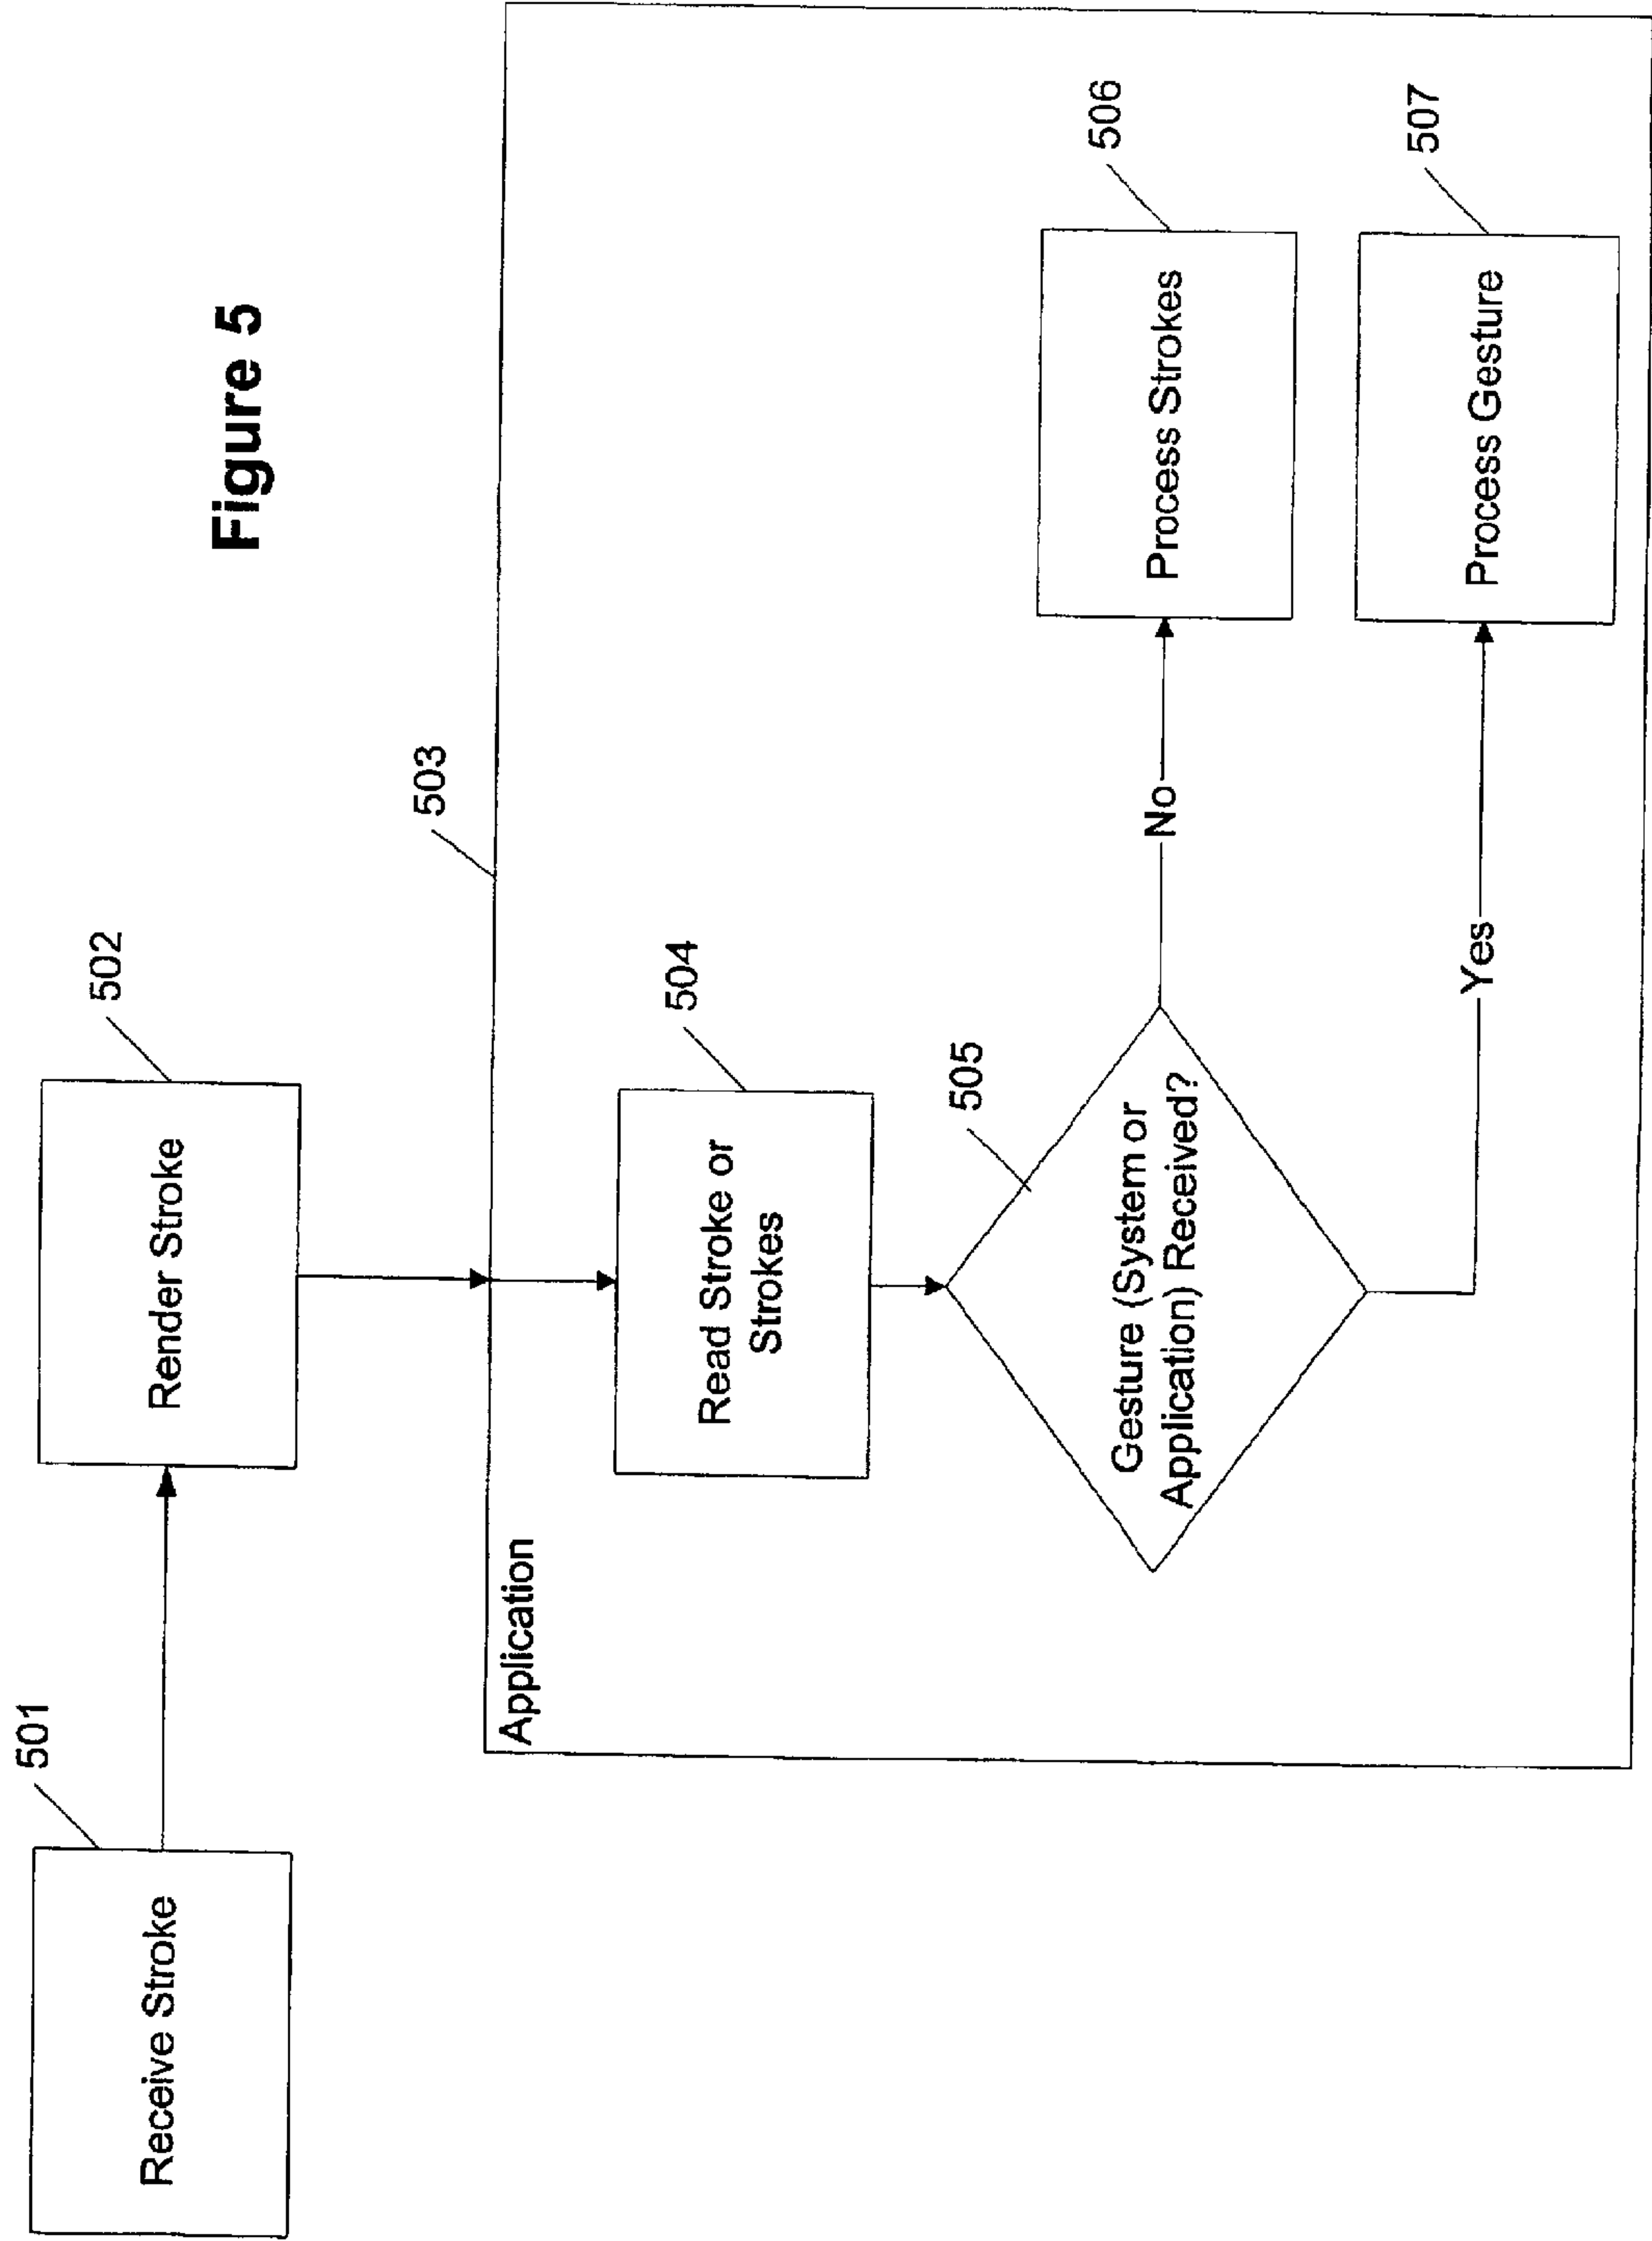 Figure 5
501
Receive Stroke
502
Render Stroke
503
Application
504
Read Stroke or
Strokes
505
Gesture (System or
Application) Received?
No
506
Process Strokes
Yes
507
Process Gesture